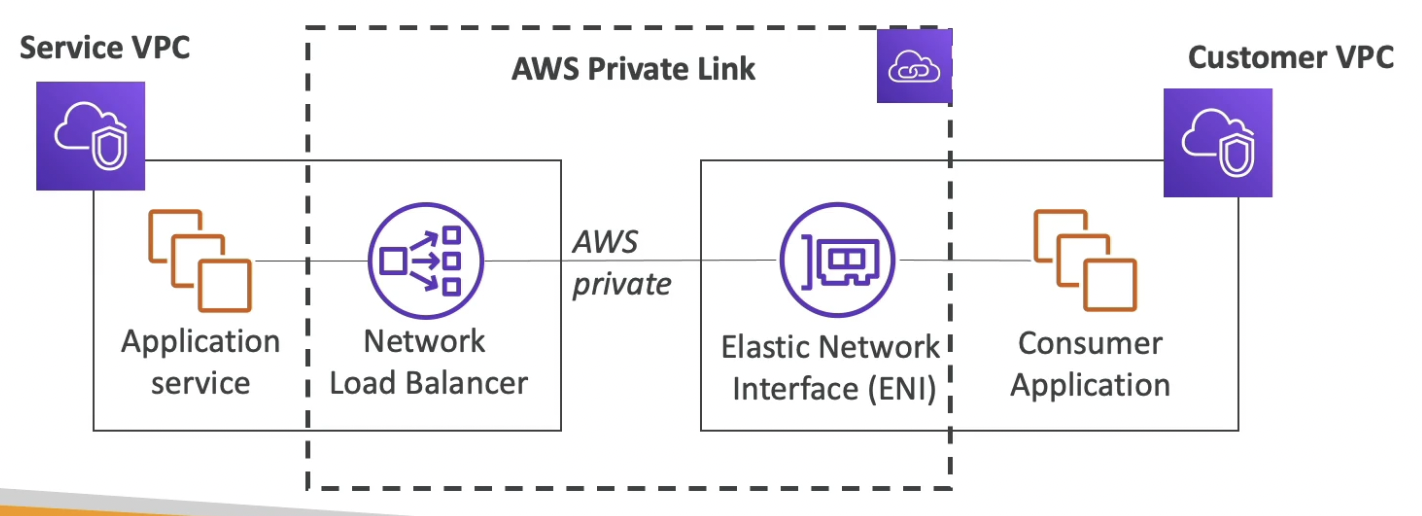 Service VPC
AWS Private Link
Customer VPC
AWS
private
Application
service
Network
Load Balancer
Elastic Network
Interface (ENI)
Consumer
Application